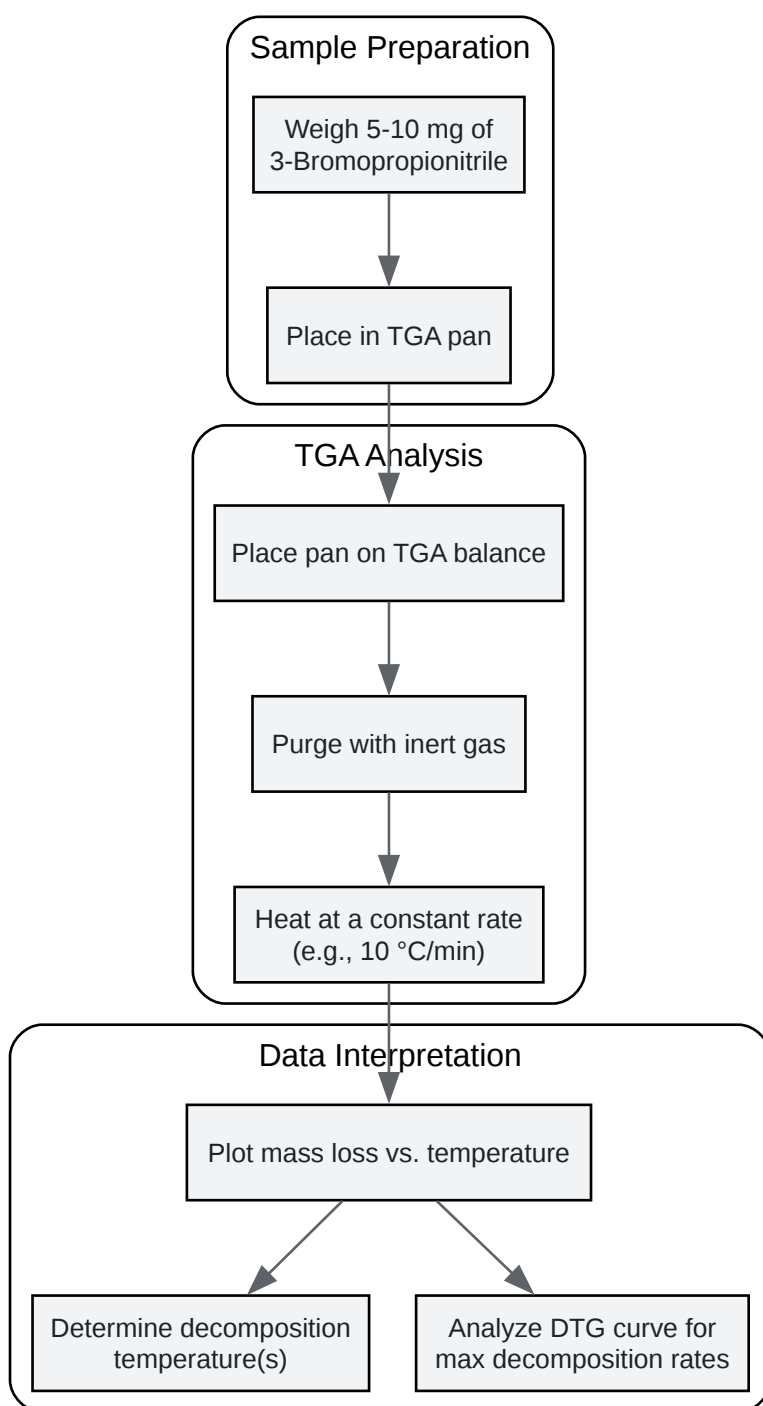 Sample Preparation
Weigh 5-10 mg of
3-Bromopropionitrile
Place in TGA pan
TGA Analysis
Place pan on TGA balance
Purge with inert gas
Heat at a constant rate
(e.g., 10 °C/min)
Data Interpretation
Plot mass loss vs. temperature
Determine decomposition
temperature(s)
Analyze DTG curve for
max decomposition rates